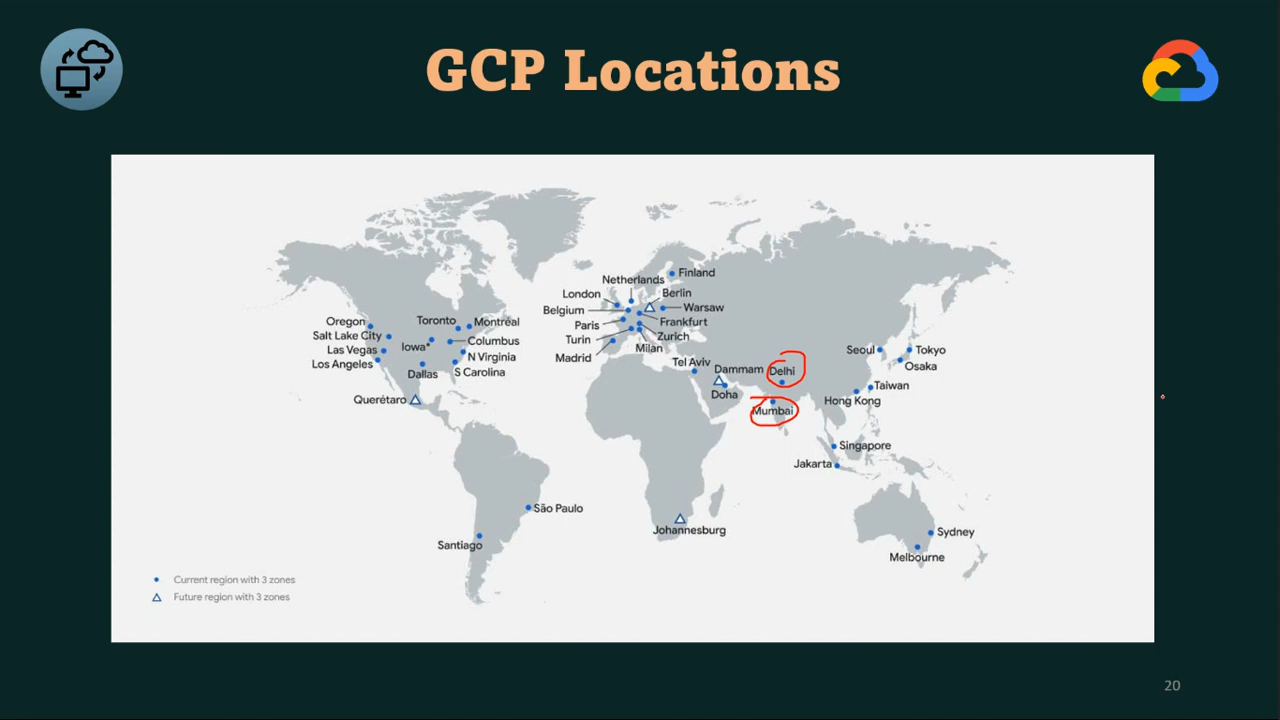 GCP Locations
Finland
Netherlands
London
Berlin
Belgium
Warsaw
Paris
Frankfurt
Turin
Zurich
Milan
Madrid
Oregon
Toronto
Montréal
Salt Lake City
Iowa*
Columbus
Las Vegas
N Virginia
Los Angeles
Dallas
S Carolina
Querétaro
Tel Aviv
Dammam
Delhi
Doha
Mumbai
Seoul
Tokyo
Osaka
Taiwan
Hong Kong
Singapore
Jakarta
São Paulo
Santiago
Johannesburg
Sydney
Melbourne
Current region with 3 zones
Future region with 3 zones
20